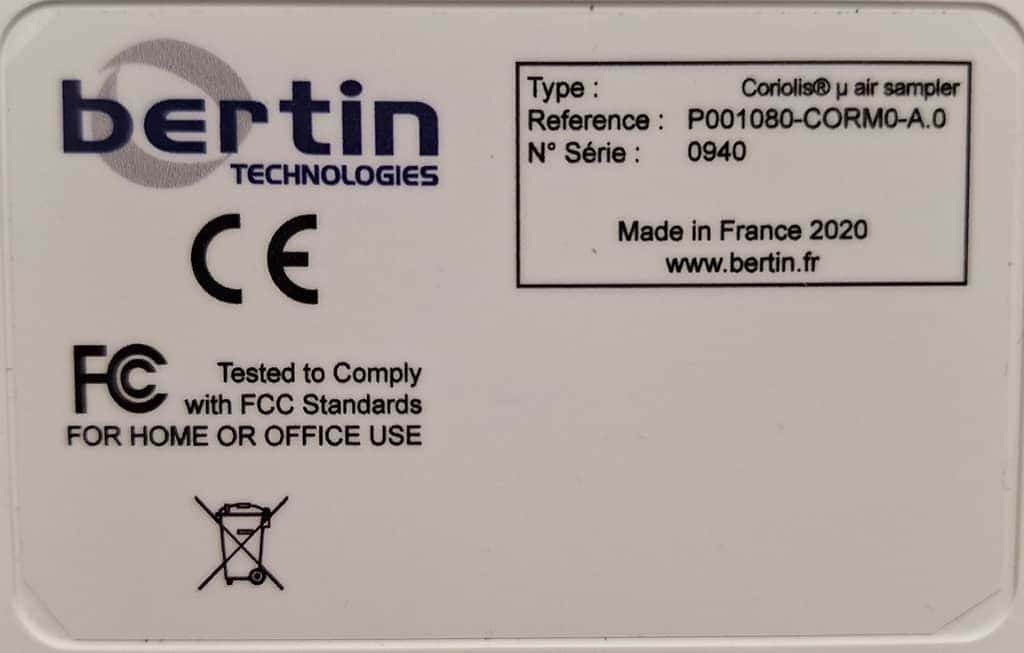 bertin
TECHNOLOGIES
CE
FC
Tested to Comply
with FCC Standards
FOR HOME OR OFFICE USE
Type : Coriolis® µ air sampler
Reference : P001080-CORM0-A.0
N° Série : 0940
Made in France 2020
www.bertin.fr